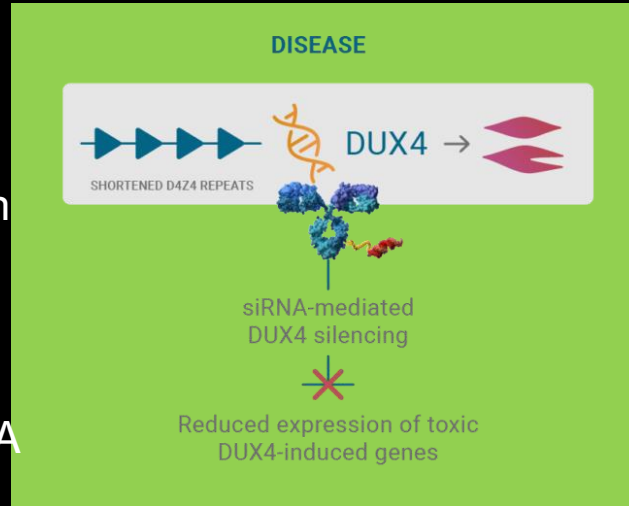 DISEASE
DUX4
SHORTENED D4Z4 REPEATS
siRNA-mediated
DUX4 silencing
Reduced expression of toxic
DUX4-induced genes